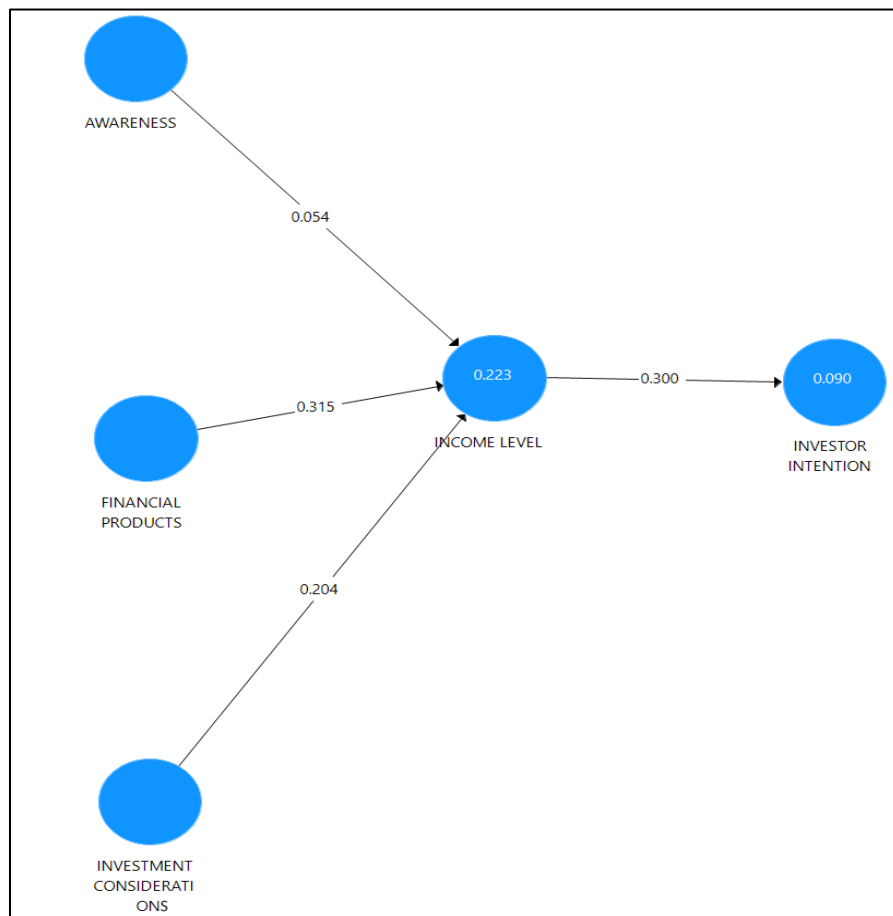 AWARENESS
0.054
0.223
0.300
0.090
0.315
INCOME LEVEL
INVESTOR
INTENTION
FINANCIAL
PRODUCTS
0.204
INVESTMENT
CONSIDERATI
ONS